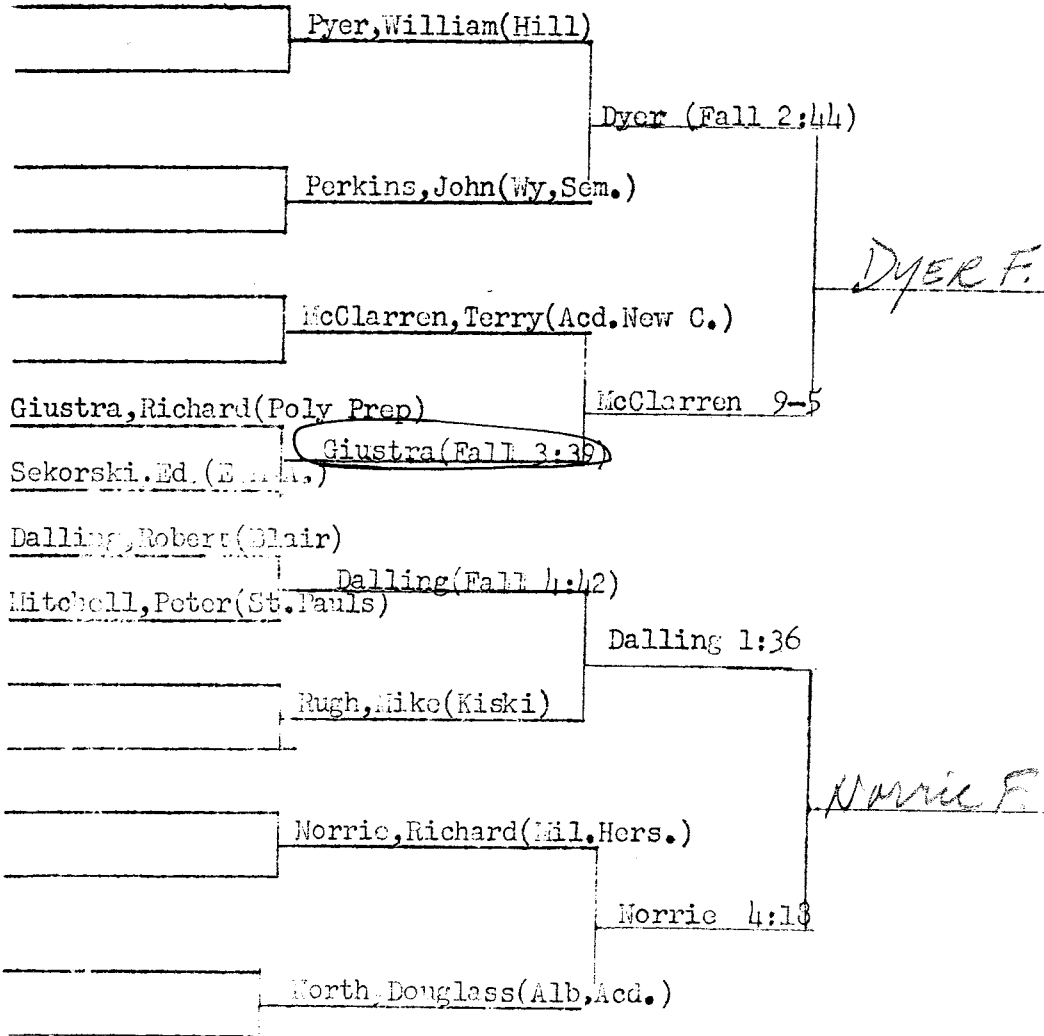 Pyer,William(Hill)
Dyer (Fall 2:44)
Perkins,John(Wy,Sem.)
DYER F.
McClarren,Terry(Acd.New C.)
McClarren 9-5
Giustra,Richard(Poly Prep)
Giustra(Fall 3:39)
Sekorski.Ed.
Dalling,Robert(Blair)
Dalling(Fall 4:42)
Mitchell,Peter(St.Pauls)
Dalling 1:36
Rugh,Mike(Kiski)
Norrie F.
Norrie,Richard(Mil.Hers.)
Norrie 4:18
North,Douglass(Alb,Acd.)